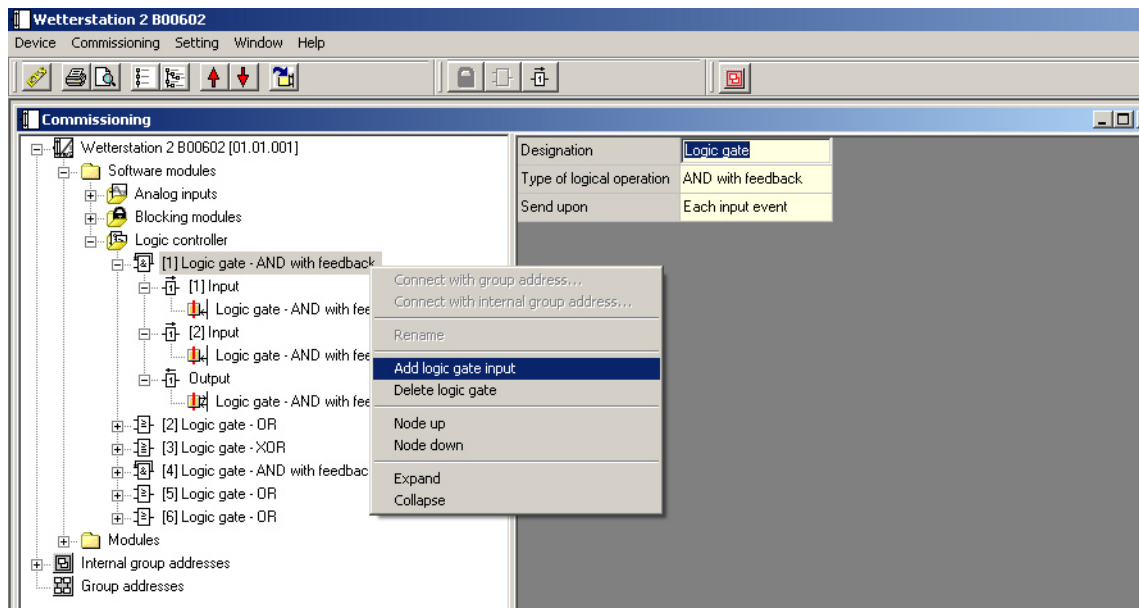 Wetterstation 2 B00602
Device Commissioning Setting Window Help
Commissioning
Wetterstation 2 B00602 [01.01.001]
Software modules
Analog inputs
Blocking modules
Logic controller
[1] Logic gate - AND with feedback
[1] Input
Logic gate - AND with fee
[2] Input
Logic gate - AND with fee
Output
Logic gate - AND with fee
[2] Logic gate - OR
[3] Logic gate - XOR
[4] Logic gate - AND with feedbac
[5] Logic gate - OR
[6] Logic gate - OR
Modules
Internal group addresses
Group addresses
Designation Logic gate
Type of logical operation AND with feedback
Send upon Each input event
Connect with group address...
Connect with internal group address...
Rename
Add logic gate input
Delete logic gate
Node up
Node down
Expand
Collapse